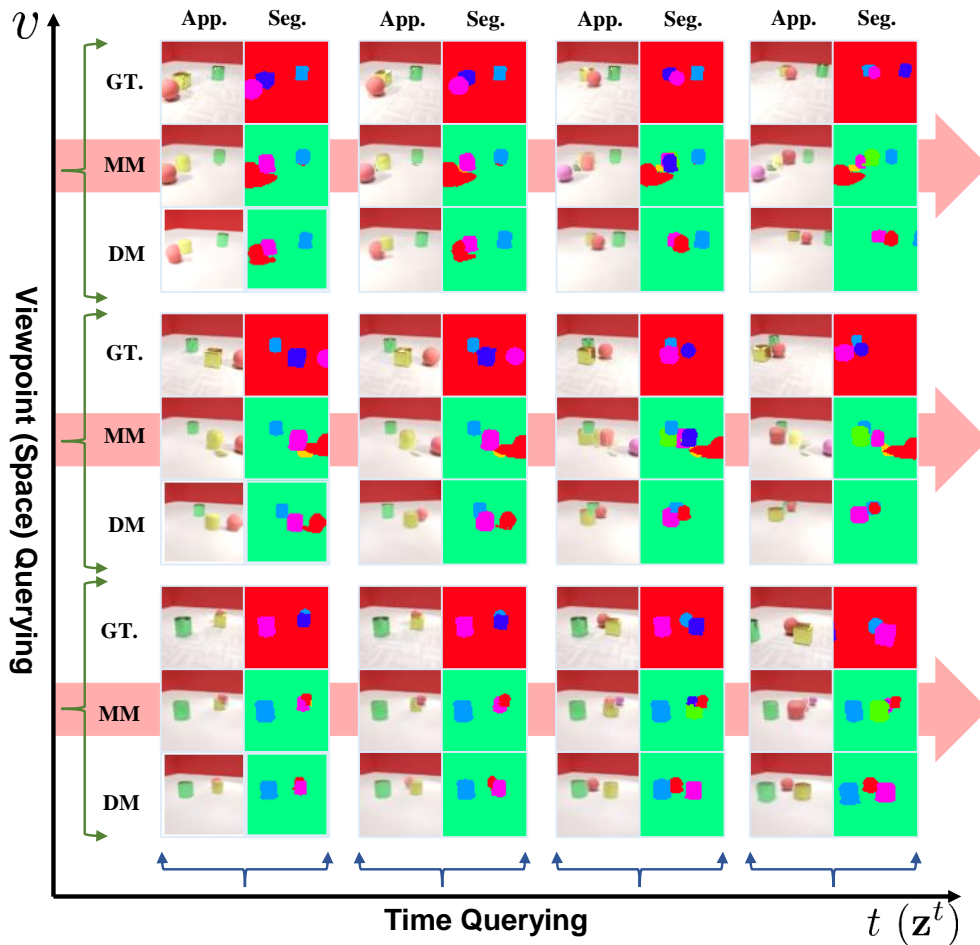 υ
App. Seg. App. Seg. App. Seg. App. Seg.
GT.
MM
DM
Viewpoint (Space) Querying
GT.
MM
DM
GT.
MM
DM
Time Querying
t (z^t)